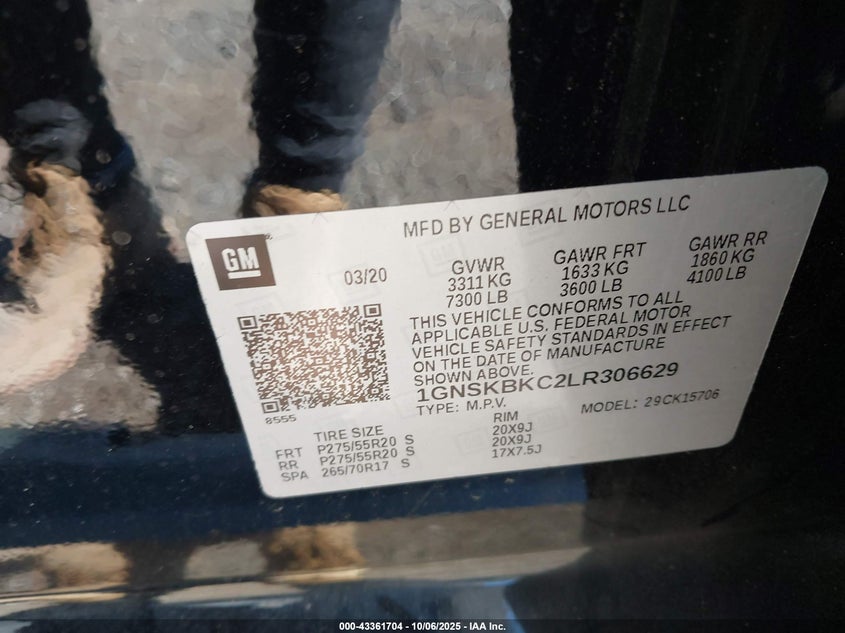 MFD BY GENERAL MOTORS LLC
GM
03/20
GVWR GAWR FRT GAWR RR
3311 KG 1633 KG 1860 KG
7300 LB 3600 LB 4100 LB
THIS VEHICLE CONFORMS TO ALL
APPLICABLE U.S. FEDERAL MOTOR
VEHICLE SAFETY STANDARDS IN EFFECT
ON THE DATE OF MANUFACTURE
SHOWN ABOVE.
1GNSKBKC2LR306629
TYPE: M.P.V. MODEL: 29CK15706
8555
TIRE SIZE RIM
FRT P275/55R20 S 20X9J
RR P275/55R20 S 20X9J
SPA 265/70R17 S 17X7.5J
000-43361704 - 10/06/2025 - IAA Inc.